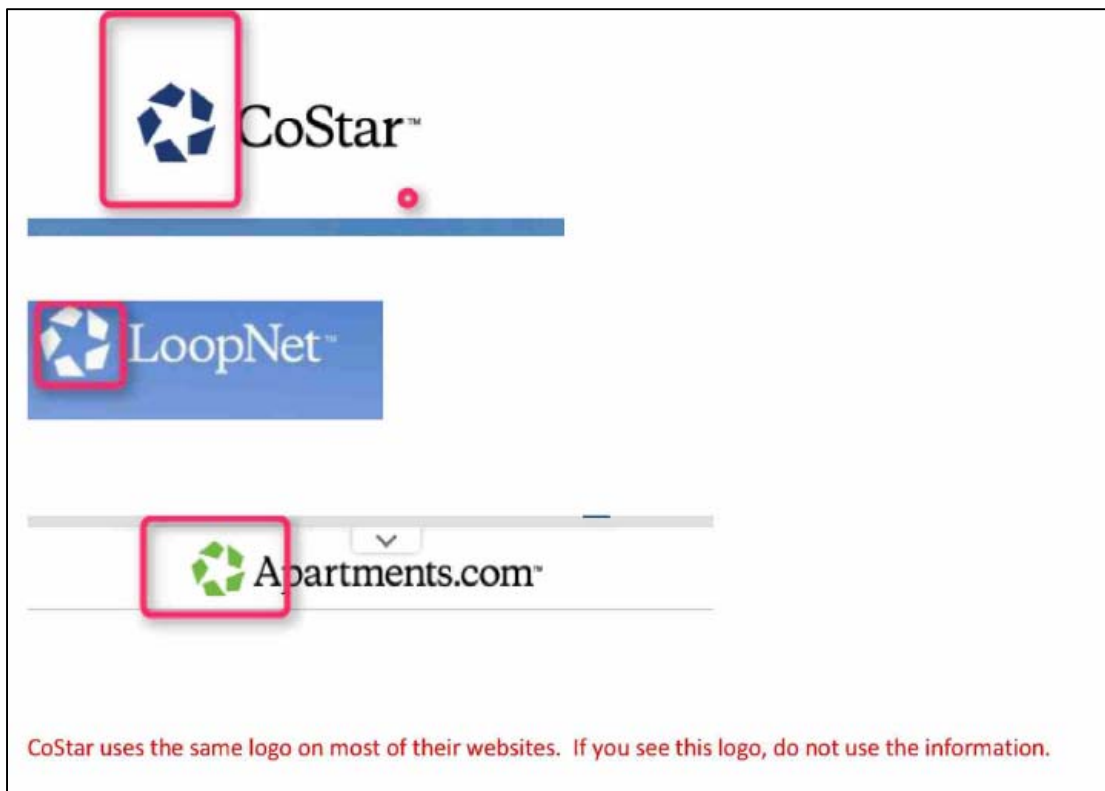 CoStar™
LoopNet™
Apartments.com™
CoStar uses the same logo on most of their websites.  If you see this logo, do not use the information.